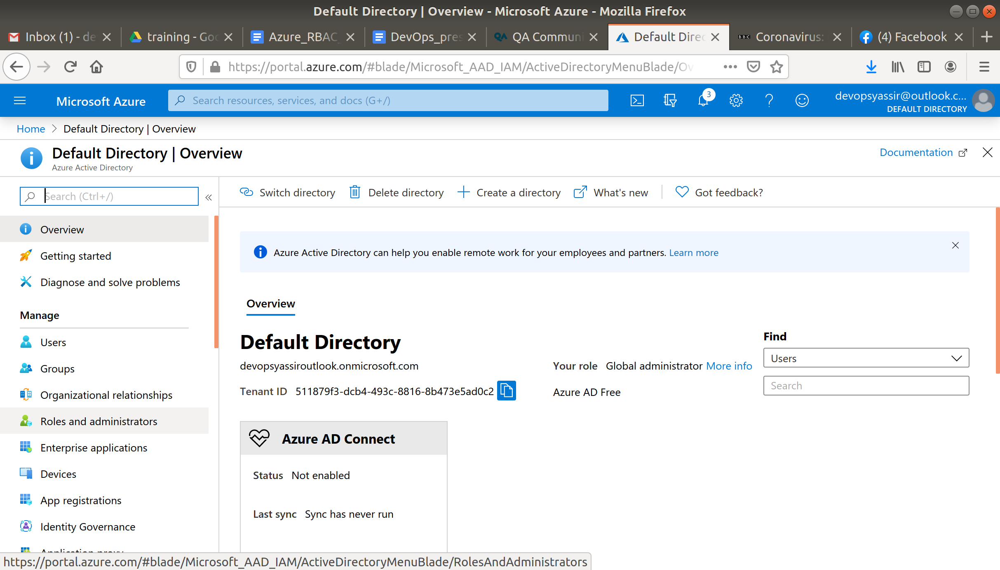 Default Directory | Overview - Microsoft Azure - Mozilla Firefox
Inbox (1) - de
training - Goo
Azure_RBAC_
DevOps_pres
QA Communi
Default Direc
BBC
Coronavirus:
(4) Facebook
https://portal.azure.com/#blade/Microsoft_AAD_IAM/ActiveDirectoryMenuBlade/Ov
Microsoft Azure
Search resources, services, and docs (G+/)
3
devopsyassir@outlook.c...
DEFAULT DIRECTORY
Home > Default Directory | Overview
Default Directory | Overview
Azure Active Directory
Documentation
Search (Ctrl+/)
«
Switch directory
Delete directory
Create a directory
What's new
Got feedback?
Overview
Getting started
Diagnose and solve problems
Manage
Users
Groups
Organizational relationships
Roles and administrators
Enterprise applications
Devices
App registrations
Identity Governance
Application proxy
Azure Active Directory can help you enable remote work for your employees and partners. Learn more
Overview
Default Directory
devopsyassiroutlook.onmicrosoft.com
Tenant ID 511879f3-dcb4-493c-8816-8b473e5ad0c2
Your role Global administrator More info
Azure AD Free
Find
Users
Search
Azure AD Connect
Status Not enabled
Last sync Sync has never run
https://portal.azure.com/#blade/Microsoft_AAD_IAM/ActiveDirectoryMenuBlade/RolesAndAdministrators